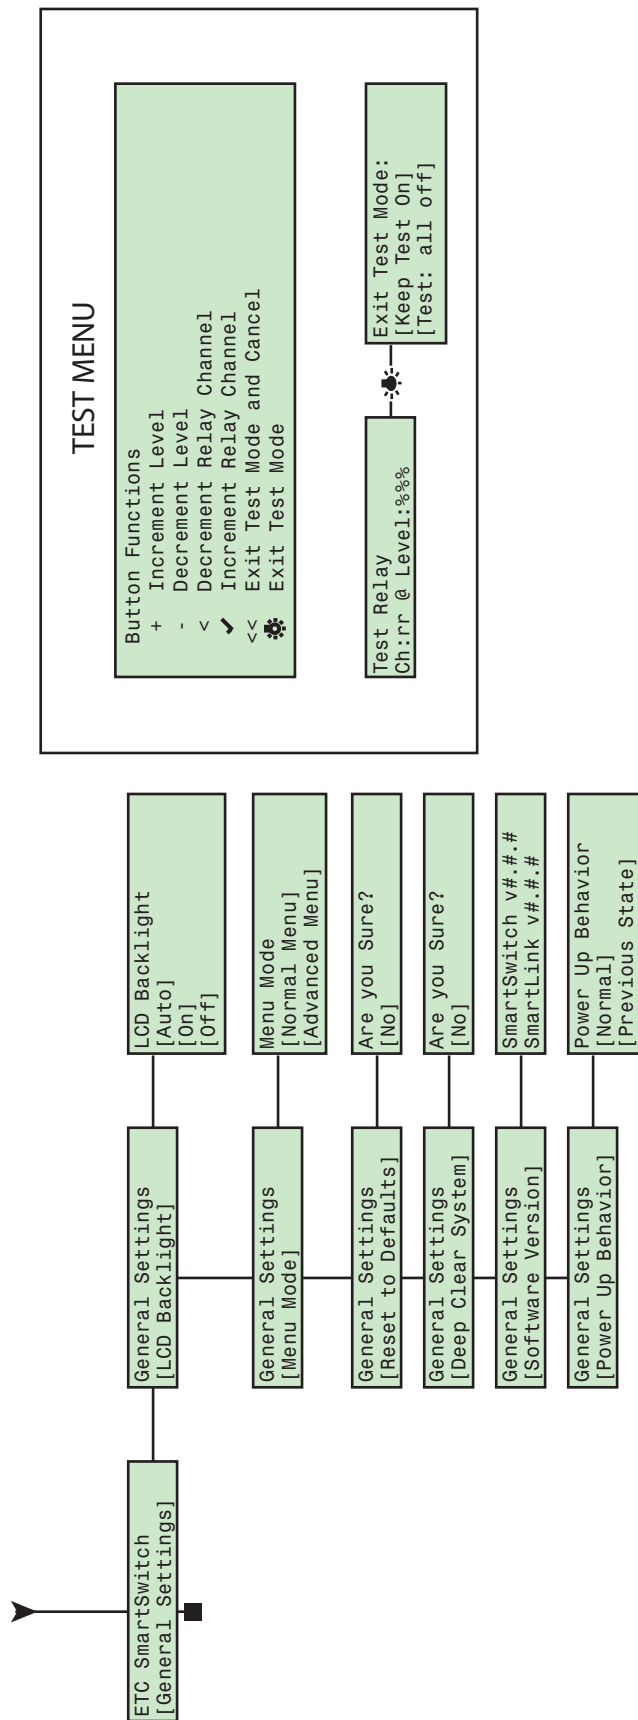 ETC SmartSwitch
[General Settings]
General Settings
[LCD Backlight]
LCD Backlight
[Auto]
[On]
[Off]
General Settings
[Menu Mode]
Menu Mode
[Normal Menu]
[Advanced Menu]
General Settings
[Reset to Defaults]
Are you Sure?
[No]
General Settings
[Deep Clear System]
Are you Sure?
[No]
General Settings
[Software Version]
SmartSwitch v#.#.#
SmartLink v#.#.#
General Settings
[Power Up Behavior]
Power Up Behavior
[Normal]
[Previous State]
TEST MENU
Button Functions
+ Increment Level
- Decrement Level
< Decrement Relay Channel
✓ Increment Relay Channel
<< Exit Test Mode and Cancel
Exit Test Mode
Test Relay
Ch:rr @ Level:%%%
Exit Test Mode:
[Keep Test On]
[Test: all off]